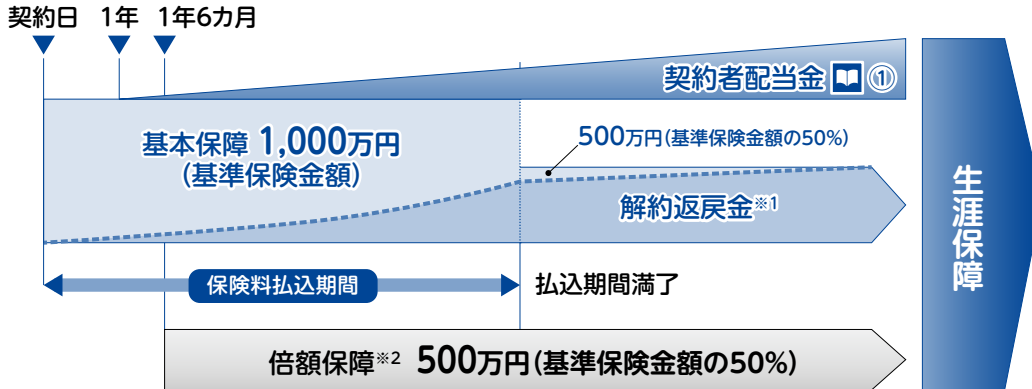 契約日 1年 1年6カ月
契約者配当金 ①
基本保障 1,000万円
(基準保険金額)
500万円(基準保険金額の50%)
解約返戻金※1
生涯保障
保険料払込期間
払込期間満了
倍額保障※2 500万円(基準保険金額の50%)